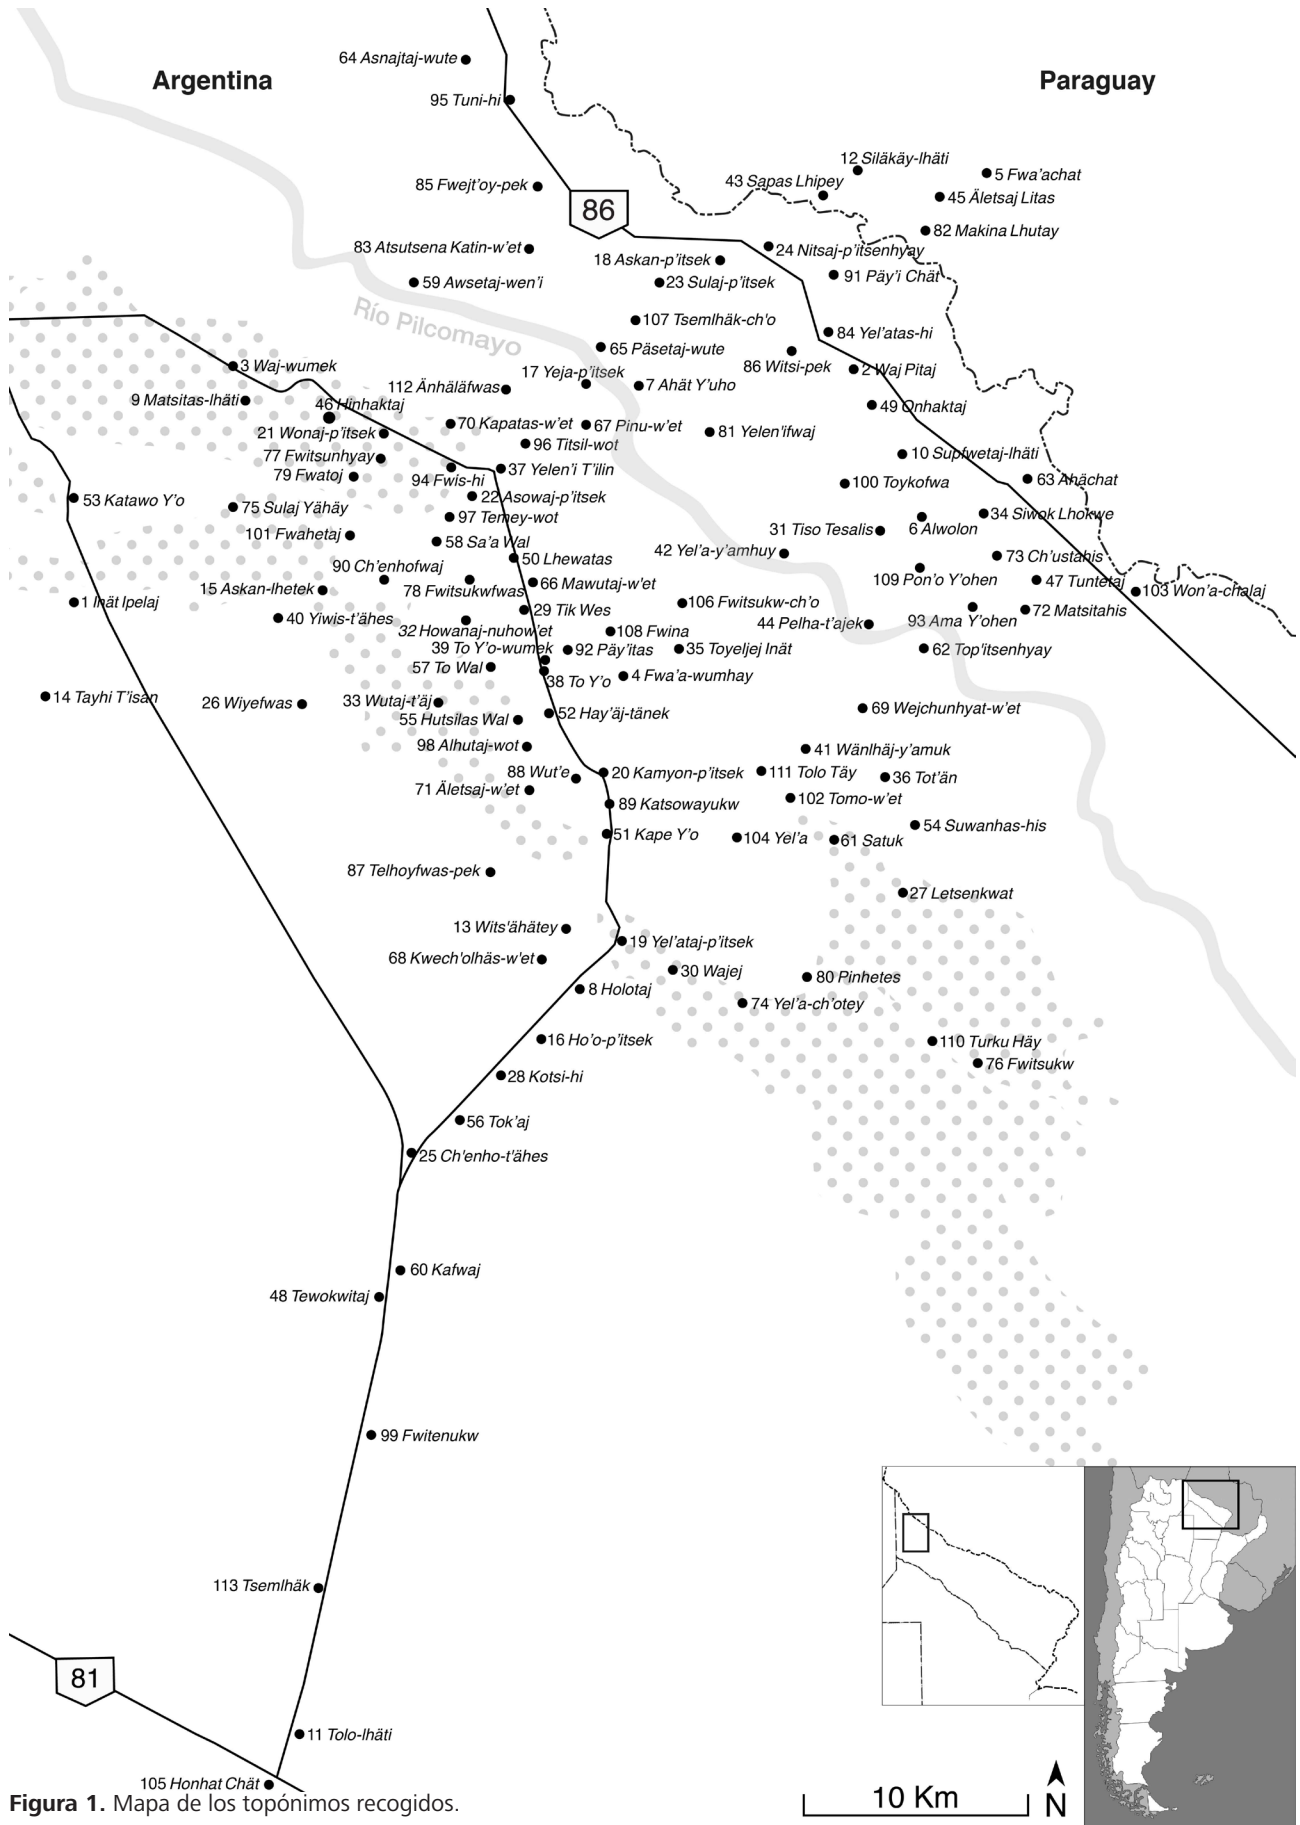 Argentina
Paraguay
64 Asnajtaj-wute
95 Tuni-hi
12 Siläkäy-lhäti
43 Sapas Lhipey
5 Fwa'achat
45 Äletsaj Litas
85 Fwejt'oy-pek
86
82 Makina Lhutay
83 Atsutsena Katin-w'et
24 Nitsaj-p'itsenhyay
18 Askan-p'itsek
91 Päy'i Chät
59 Awsetaj-wen'i
23 Sulaj-p'itsek
Río Pilcomayo
107 Tsemlhäk-ch'o
84 Yel'atas-hi
65 Päsetaj-wute
86 Witsi-pek
3 Waj-wumek
17 Yeja-p'itsek
2 Waj Pitaj
112 Änhäläfwas
7 Ahät Y'uho
9 Matsitas-lhäti
46 Hinhaktaj
49 Onhaktaj
21 Wonaj-p'itsek
70 Kapatas-w'et
67 Pinu-w'et
81 Yelen'ifwaj
96 Titsil-wot
77 Fwitsunhyay
10 Supfwetaj-lhäti
79 Fwatoj
94 Fwis-hi
37 Yelen'i T'ilin
63 Ahächat
100 Toykofwa
53 Katawo Y'o
22 Asowaj-p'itsek
75 Sulaj Yähäy
97 Temey-wot
34 Siwok Lhokwe
31 Tiso Tesalis
6 Alwolon
101 Fwahetaj
58 Sa'a Wal
42 Yel'a-y'amhuy
50 Lhewatas
73 Ch'ustahis
90 Ch'enhofwaj
109 Pon'o Y'ohen
47 Tuntetaj
15 Askan-lhetek
78 Fwitsukwfwas
66 Mawutaj-w'et
103 Won'a-chalaj
1 Inät Ipelaj
106 Fwitsukw-ch'o
29 Tik Wes
72 Matsitahis
40 Yiwis-t'ähes
44 Pelha-t'ajek
93 Ama Y'ohen
32 Howanaj-nuhow'et
108 Fwina
39 To Y'o-wumek
92 Päy'itas
35 Toyeljej Inät
62 Top'itsenhyay
57 To Wal
38 To Y'o
4 Fwa'a-wumhay
14 Tayhi T'isan
26 Wiyefwas
33 Wutaj-t'äj
69 Wejchunhyat-w'et
55 Hutsilas Wal
52 Hay'äj-tänek
98 Alhutaj-wot
41 Wänlhäj-y'amuk
88 Wut'e
20 Kamyon-p'itsek
111 Tolo Täy
36 Tot'än
71 Äletsaj-w'et
89 Katsowayukw
102 Tomo-w'et
54 Suwanhas-his
51 Kape Y'o
104 Yel'a
61 Satuk
87 Telhoyfwas-pek
27 Letsenkwat
13 Wits'ähätey
19 Yel'ataj-p'itsek
68 Kwech'olhäs-w'et
30 Wajej
80 Pinhetes
8 Holotaj
74 Yel'a-ch'otey
16 Ho'o-p'itsek
110 Turku Häy
76 Fwitsukw
28 Kotsi-hi
56 Tok'aj
25 Ch'enho-t'ähes
60 Kafwaj
48 Tewokwitaj
99 Fwitenukw
113 Tsemlhäk
81
11 Tolo-lhäti
105 Honhat Chät
10 Km
N
Figura 1. Mapa de los topónimos recogidos.